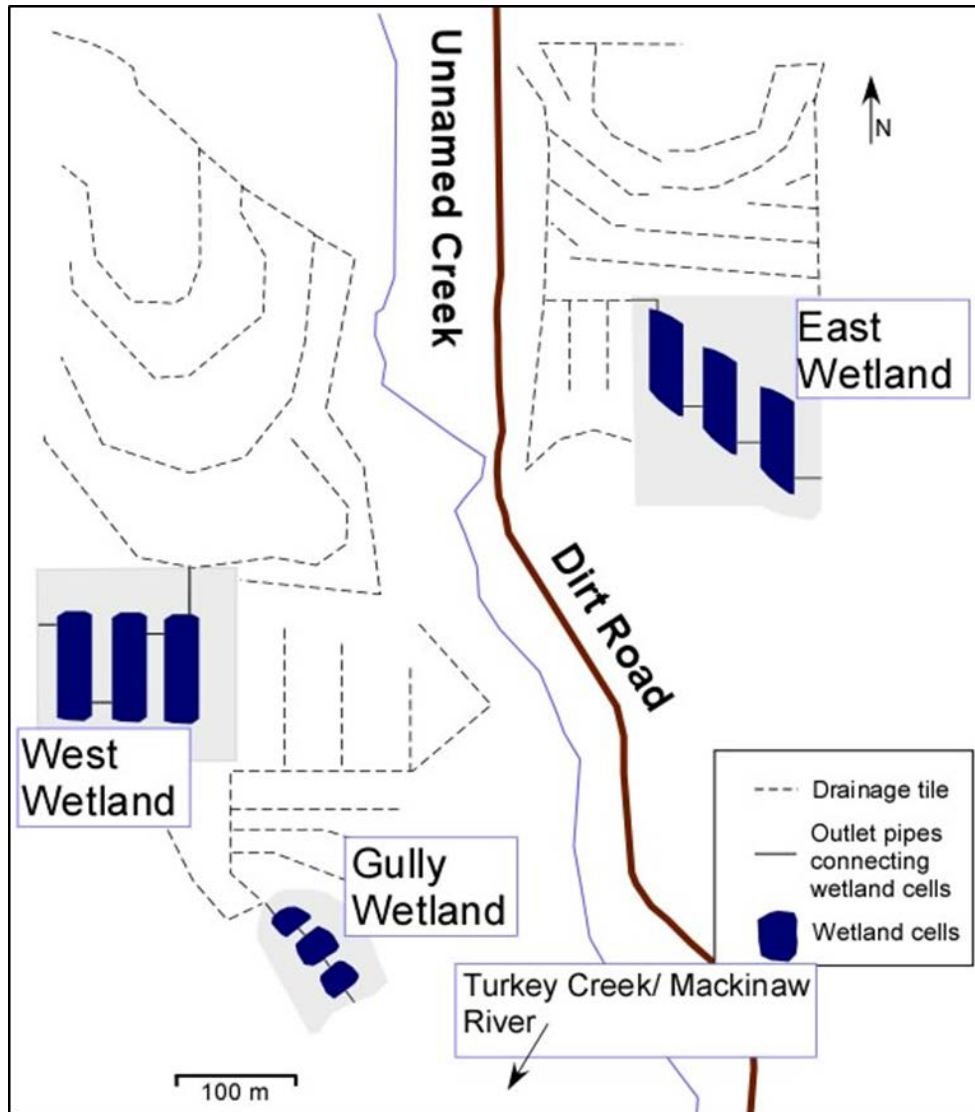 Unnamed Creek
N
East
Wetland
Dirt Road
West
Wetland
Gully
Wetland
Drainage tile
Outlet pipes
connecting
wetland cells
Wetland cells
Turkey Creek/ Mackinaw
River
100 m